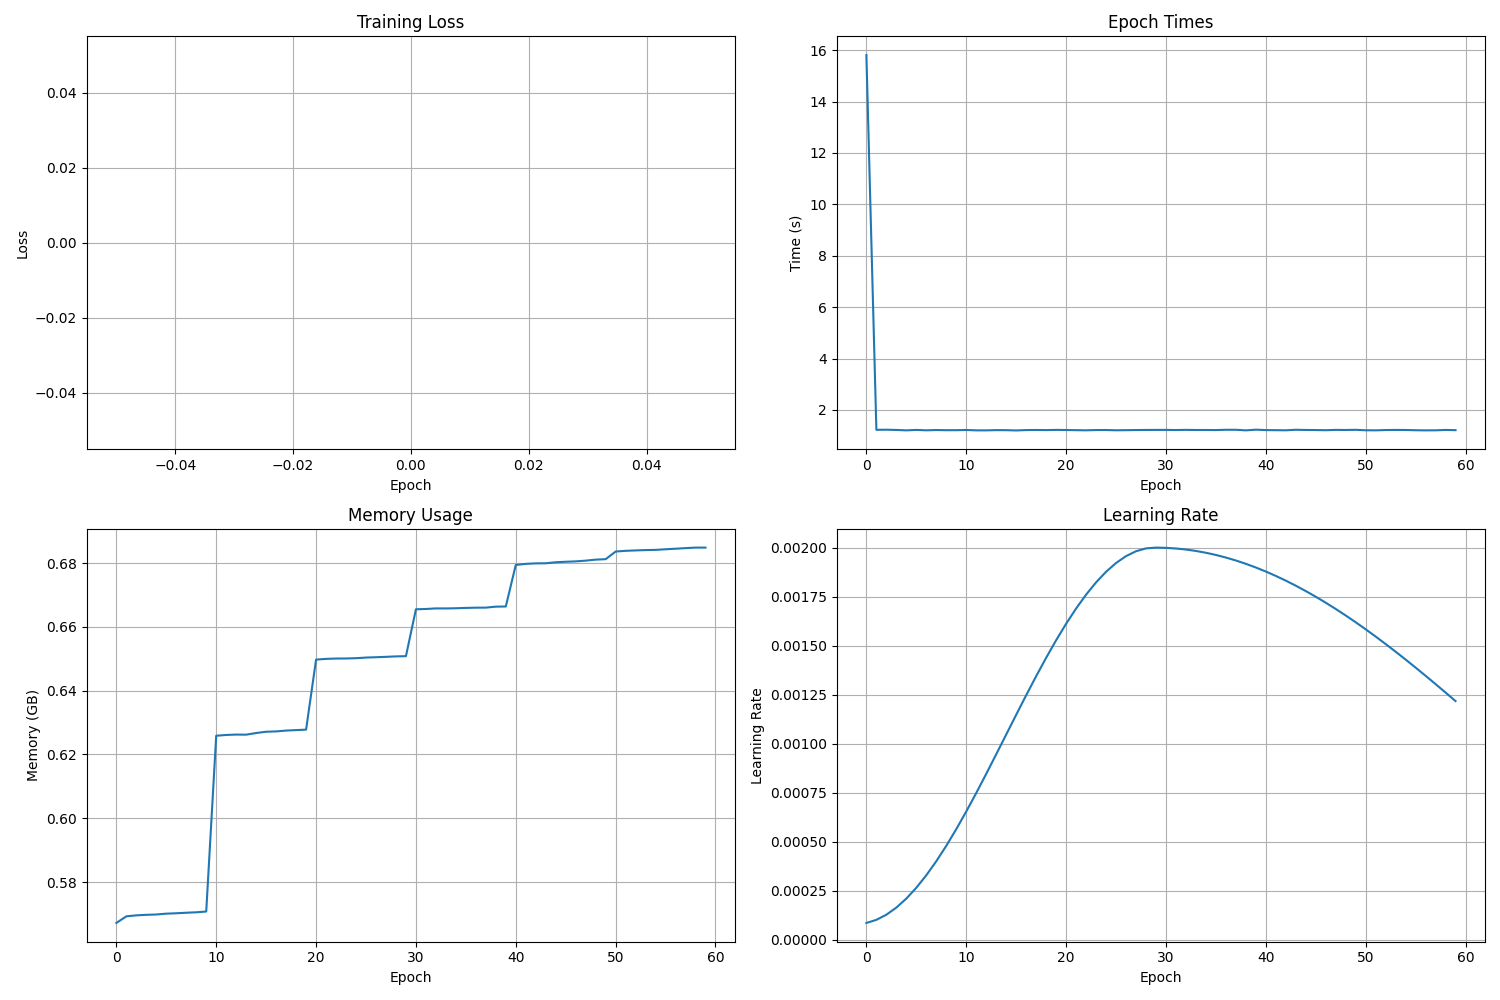 Training Loss
0.04
0.02
0.00
−0.02
−0.04
Loss
−0.04 −0.02 0.00 0.02 0.04
Epoch
Epoch Times
16
14
12
10
8
6
4
2
Time (s)
0 10 20 30 40 50 60
Epoch
Memory Usage
0.68
0.66
0.64
0.62
0.60
0.58
Memory (GB)
0 10 20 30 40 50 60
Epoch
Learning Rate
0.00200
0.00175
0.00150
0.00125
0.00100
0.00075
0.00050
0.00025
0.00000
Learning Rate
0 10 20 30 40 50 60
Epoch